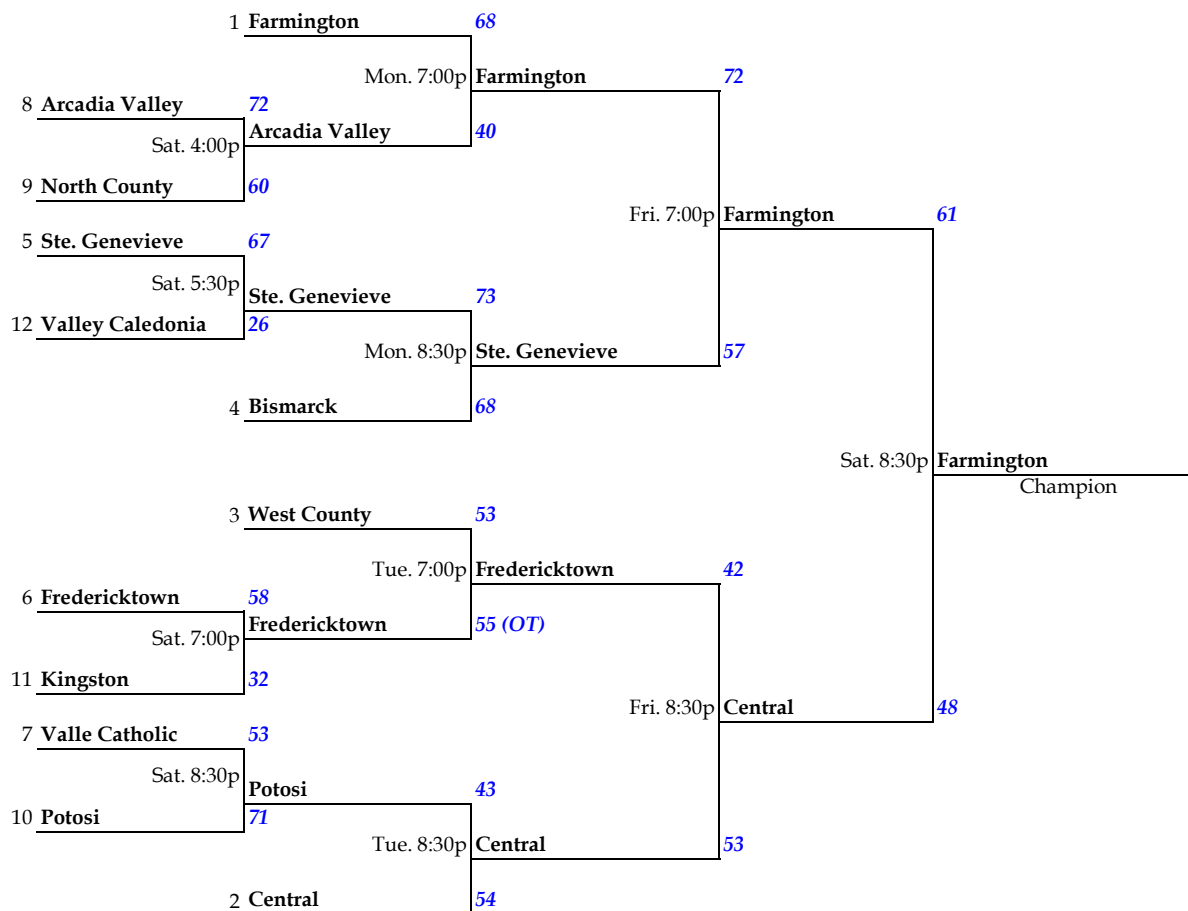 1 Farmington 68
Mon. 7:00p Farmington 72
8 Arcadia Valley 72
Sat. 4:00p Arcadia Valley 40
9 North County 60
Fri. 7:00p Farmington 61
5 Ste. Genevieve 67
Sat. 5:30p Ste. Genevieve 73
12 Valley Caledonia 26
Mon. 8:30p Ste. Genevieve 57
4 Bismarck 68
Sat. 8:30p Farmington
Champion
3 West County 53
Tue. 7:00p Fredericktown 42
6 Fredericktown 58
Sat. 7:00p Fredericktown 55 (OT)
11 Kingston 32
Fri. 8:30p Central 48
7 Valle Catholic 53
Sat. 8:30p Potosi 43
10 Potosi 71
Tue. 8:30p Central 53
2 Central 54